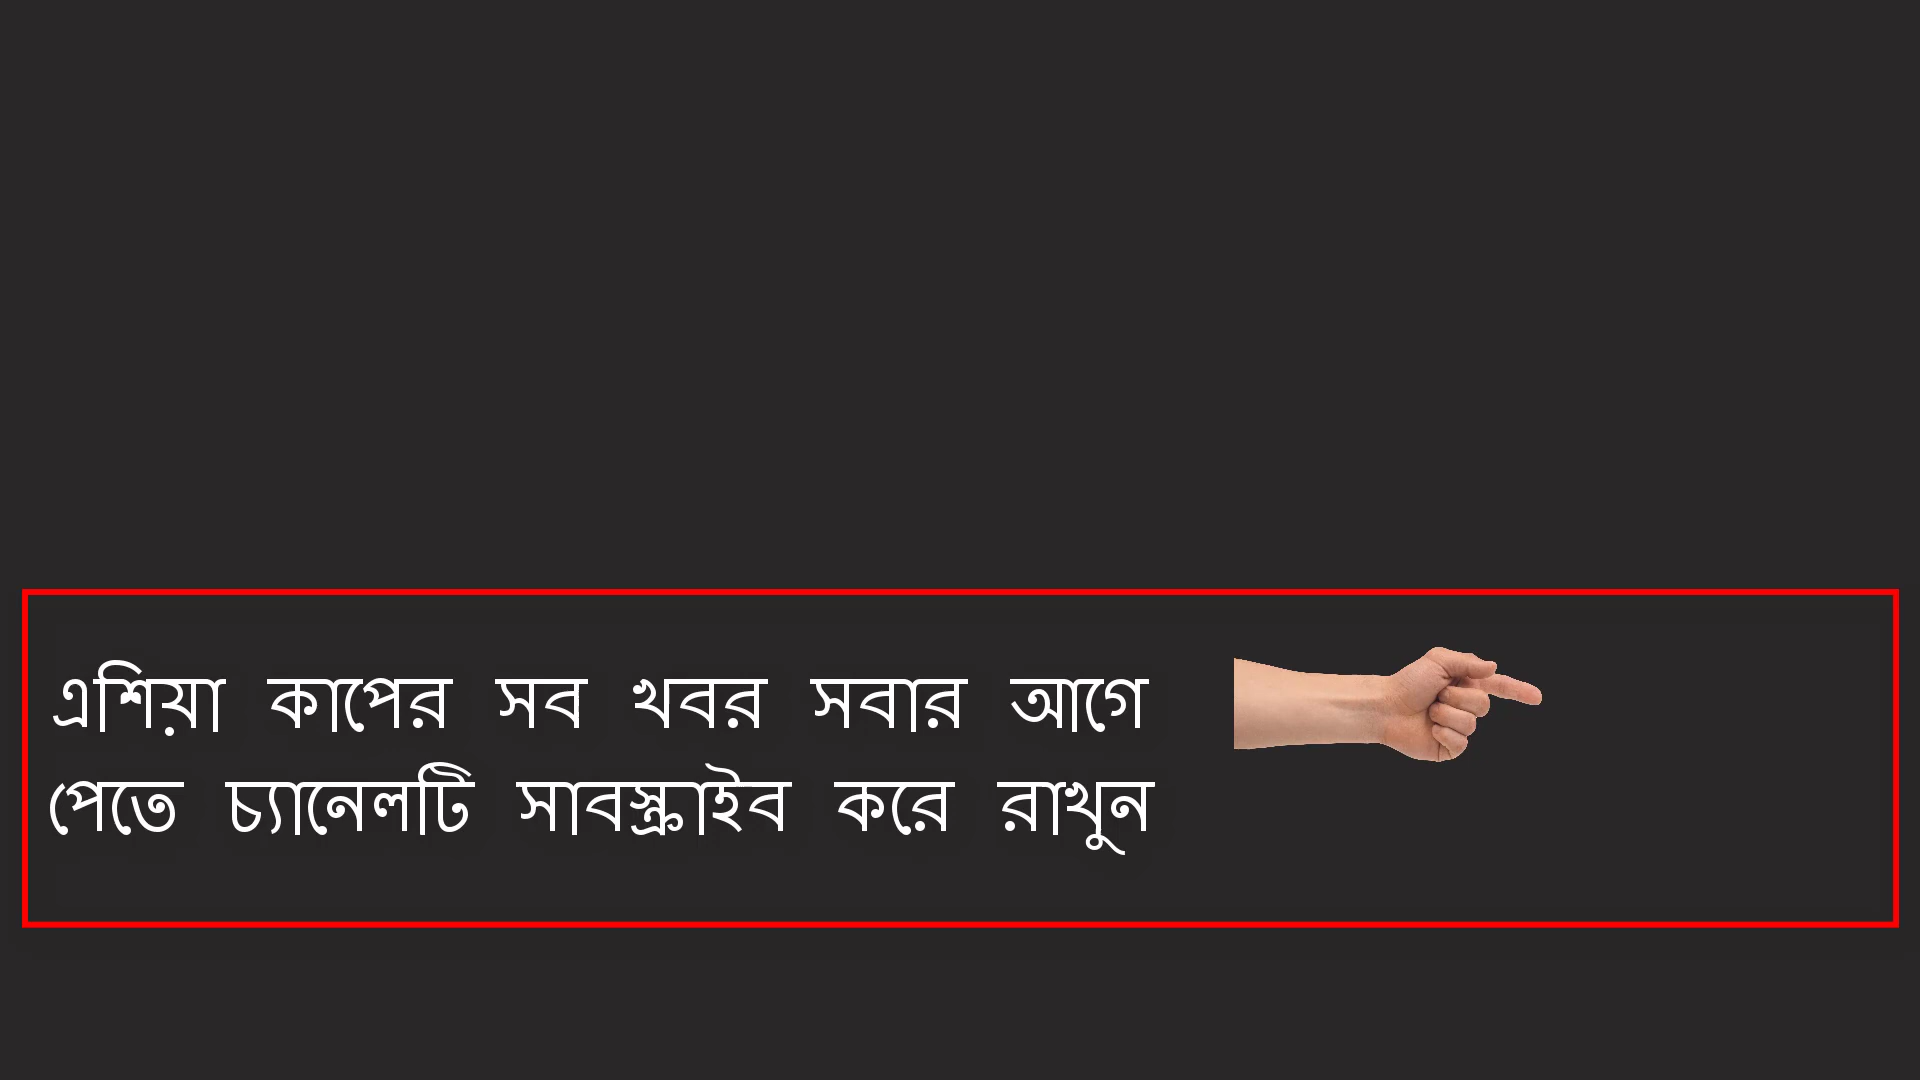 এশিয়া কাপের সব খবর সবার আগে
পেতে চ্যানেলটি সাবস্ক্রাইব করে রাখুন